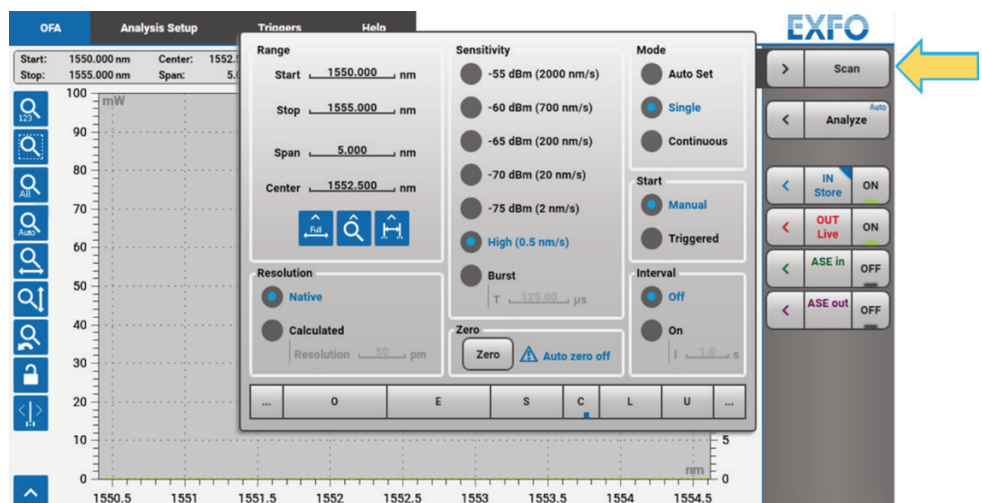 OFA Analysis Setup Triggers Help
EXFO
Start: 1550.000 nm Center: 1552.5
Stop: 1555.000 nm Span: 5.0
Range
Start 1550.000 nm
Stop 1555.000 nm
Span 5.000 nm
Center 1552.500 nm
Full
Resolution
Native
Calculated
Resolution 50 pm
Sensitivity
-55 dBm (2000 nm/s)
-60 dBm (700 nm/s)
-65 dBm (200 nm/s)
-70 dBm (20 nm/s)
-75 dBm (2 nm/s)
High (0.5 nm/s)
Burst
T 125.00 µs
Zero
Zero Auto zero off
Mode
Auto Set
Single
Continuous
Start
Manual
Triggered
Interval
Off
On
I 1.0 s
... O E S C L U ...
> Scan
Auto
< Analyze
< IN Store ON
< OUT Live ON
< ASE in OFF
< ASE out OFF
123
All
Auto
mW
100
90
80
70
60
50
40
30
20
10
0
5
0
nm
1550.5 1551 1551.5 1552 1552.5 1553 1553.5 1554 1554.5